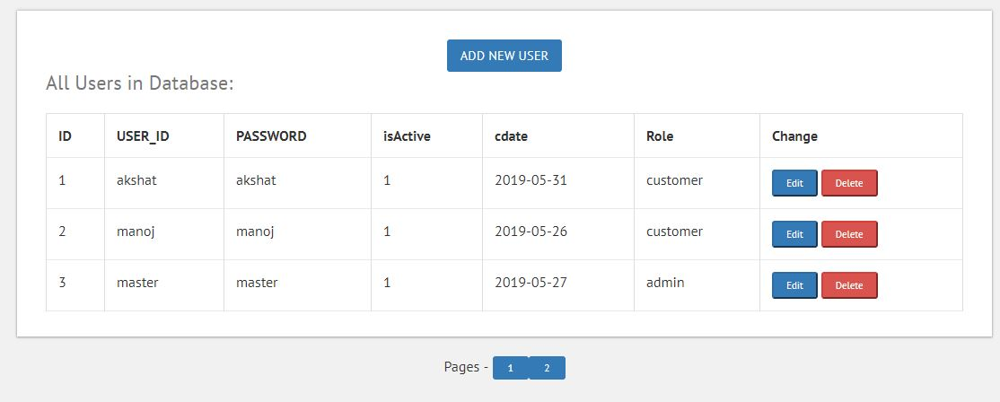 ADD NEW USER
All Users in Database:
ID USER_ID PASSWORD isActive cdate Role Change
1 akshat akshat 1 2019-05-31 customer Edit Delete
2 manoj manoj 1 2019-05-26 customer Edit Delete
3 master master 1 2019-05-27 admin Edit Delete
Pages - 1 2